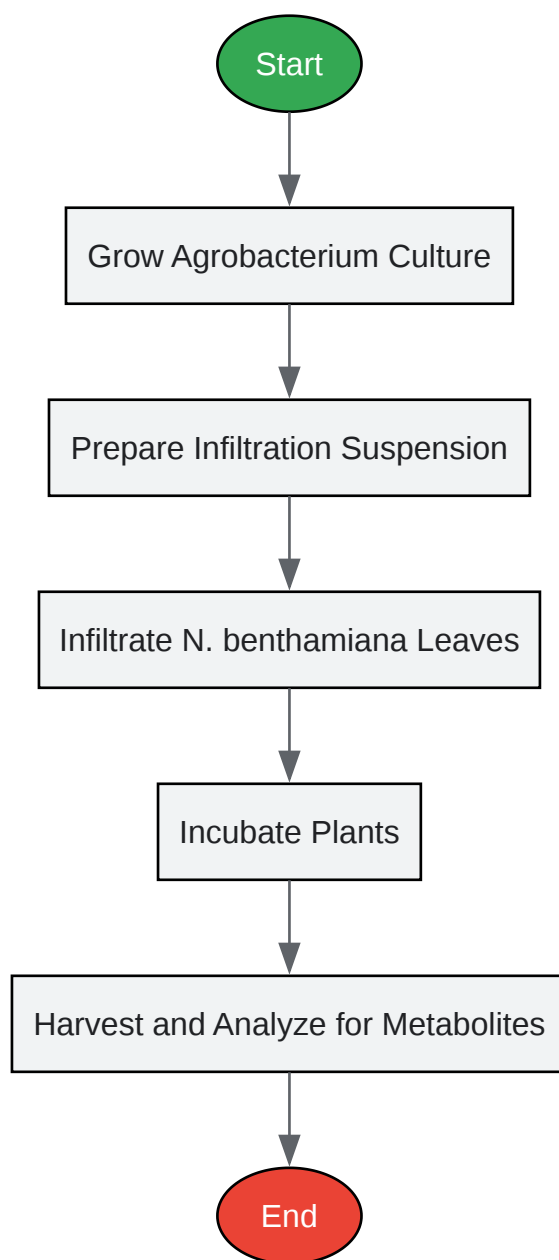 Start
Grow Agrobacterium Culture
Prepare Infiltration Suspension
Infiltrate N. benthamiana Leaves
Incubate Plants
Harvest and Analyze for Metabolites
End